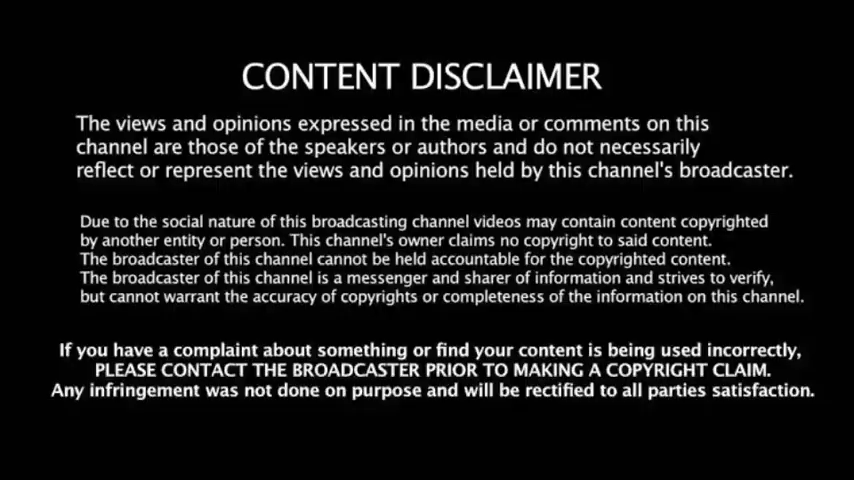 CONTENT DISCLAIMER
The views and opinions expressed in the media or comments on this
channel are those of the speakers or authors and do not necessarily
reflect or represent the views and opinions held by this channel's broadcaster.
Due to the social nature of this broadcasting channel videos may contain content copyrighted
by another entity or person. This channel's owner claims no copyright to said content.
The broadcaster of this channel cannot be held accountable for the copyrighted content.
The broadcaster of this channel is a messenger and sharer of information and strives to verify,
but cannot warrant the accuracy of copyrights or completeness of the information on this channel.
If you have a complaint about something or find your content is being used incorrectly,
PLEASE CONTACT THE BROADCASTER PRIOR TO MAKING A COPYRIGHT CLAIM.
Any infringement was not done on purpose and will be rectified to all parties satisfaction.